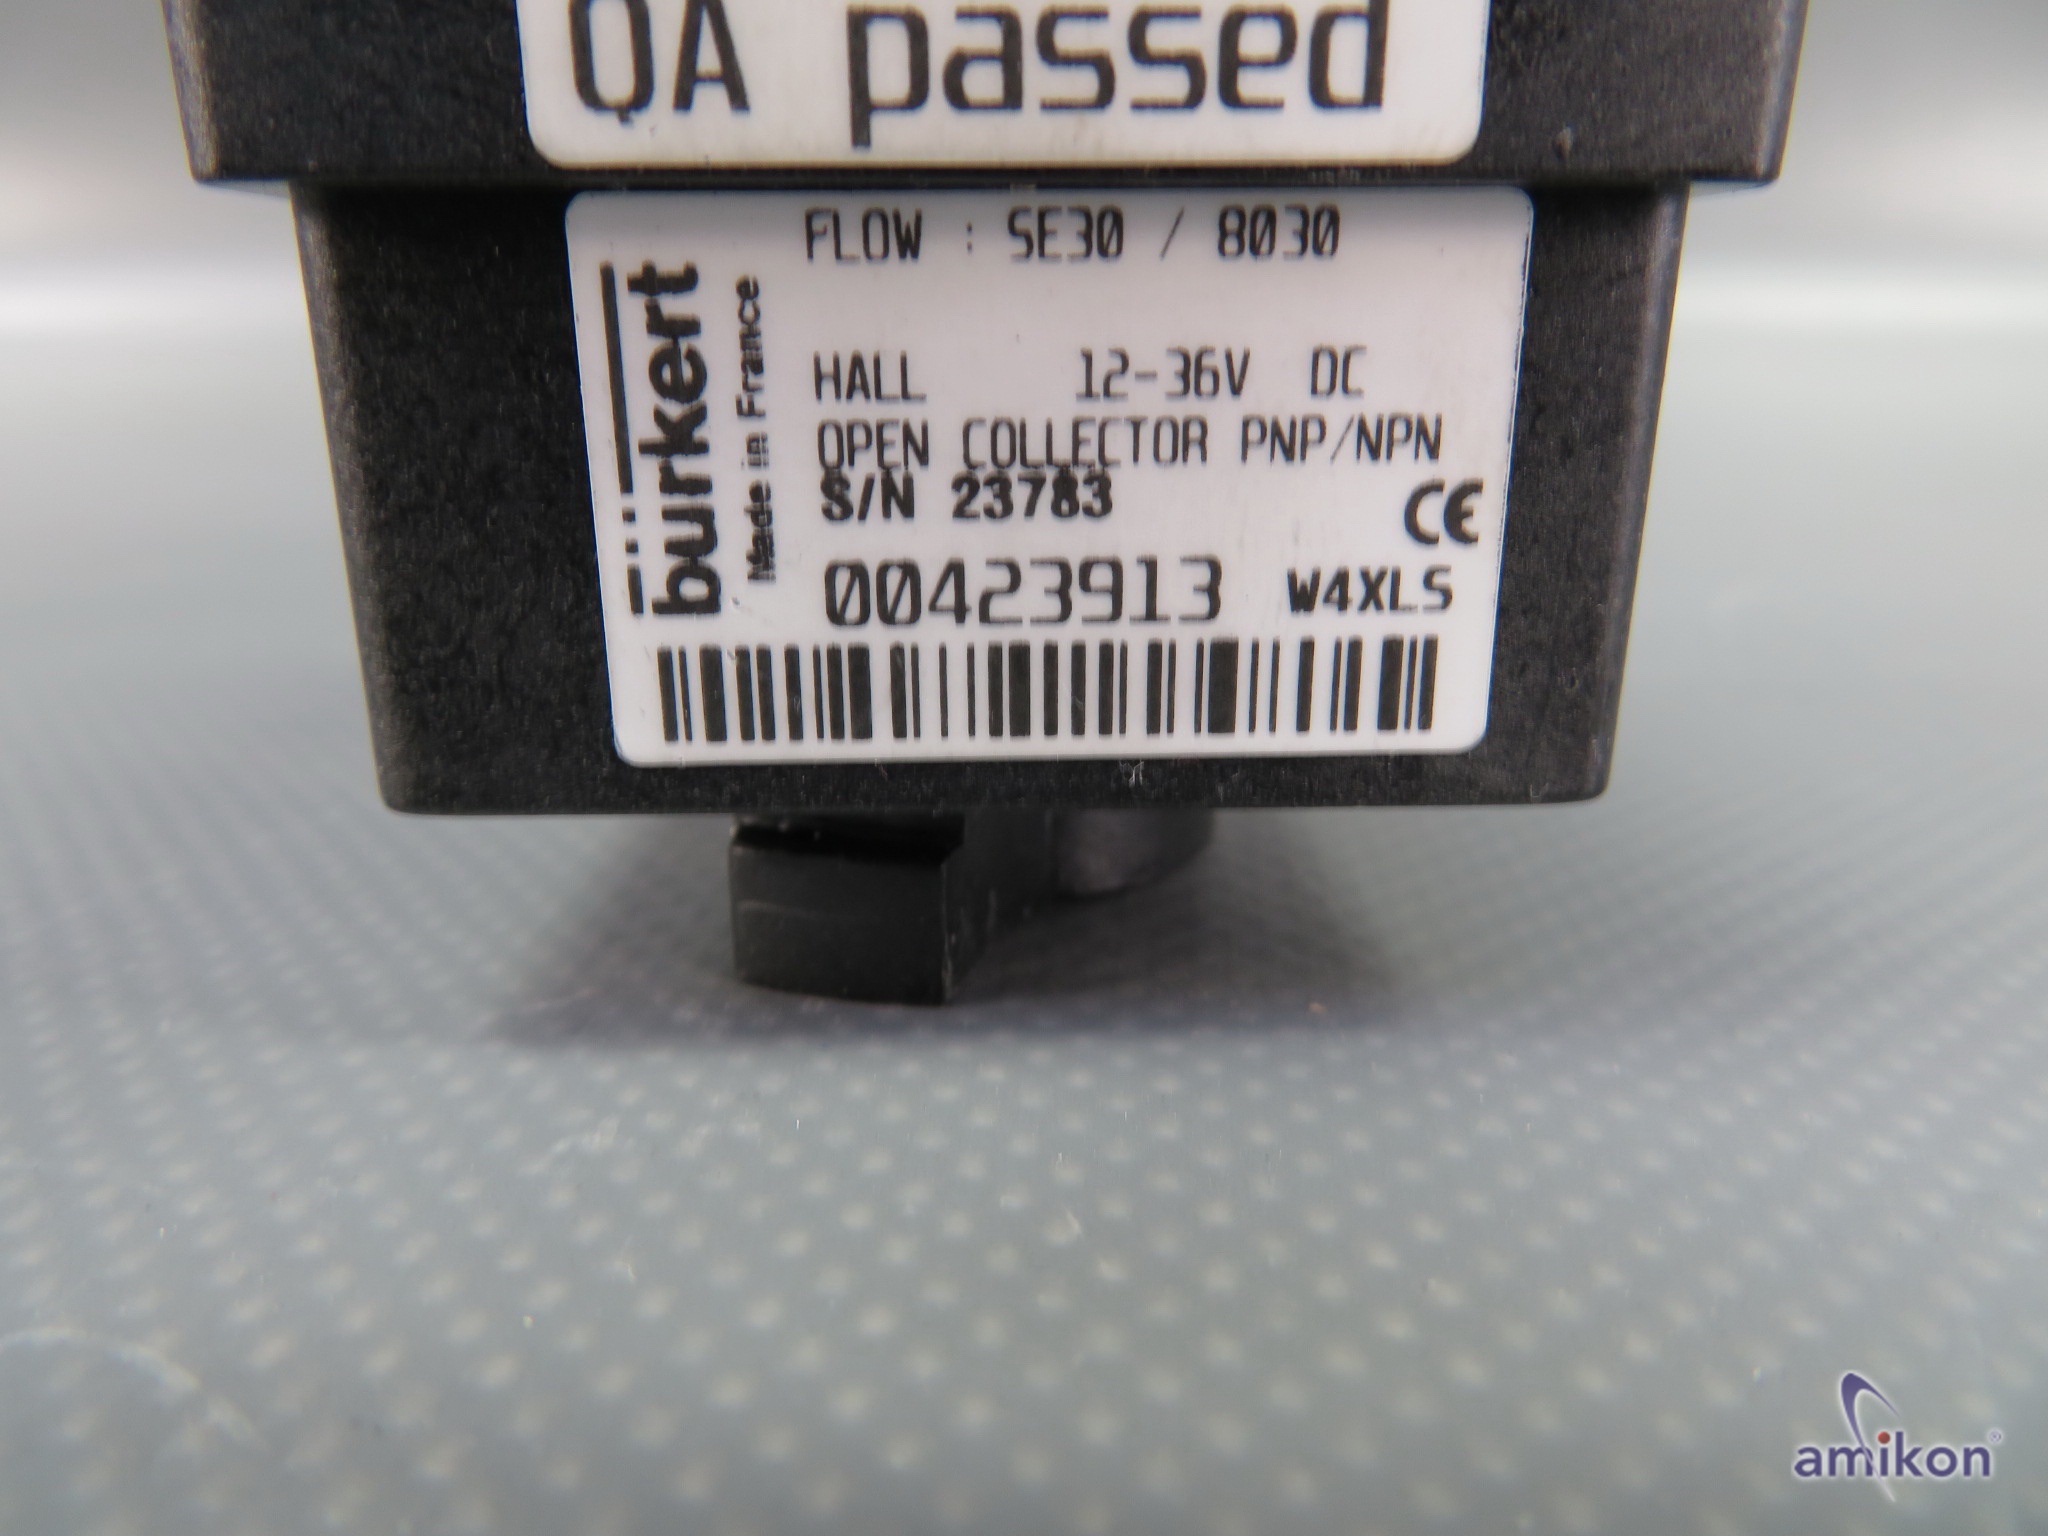 QA passed
FLOW : SE30 / 8030
bürkert
Made in France
HALL 12-36V DC
OPEN COLLECTOR PNP/NPN
S/N 23783
CE
00423913 W4XLS
amikon®